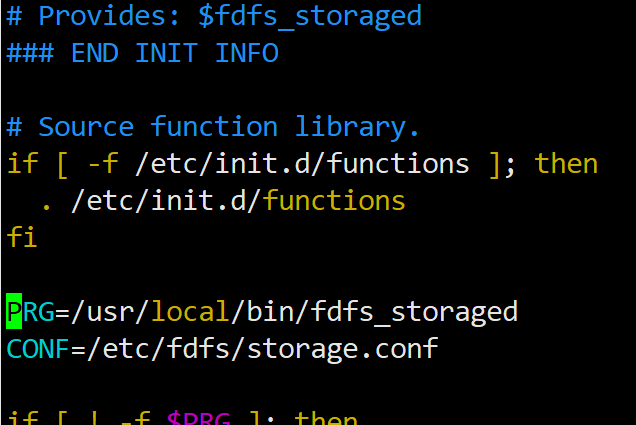 # Provides: $fdfs_storaged
### END INIT INFO
# Source function library.
if [ -f /etc/init.d/functions ]; then
. /etc/init.d/functions
fi
PRG=/usr/local/bin/fdfs_storaged
CONF=/etc/fdfs/storage.conf
if [ ! -f $PRG ]; then